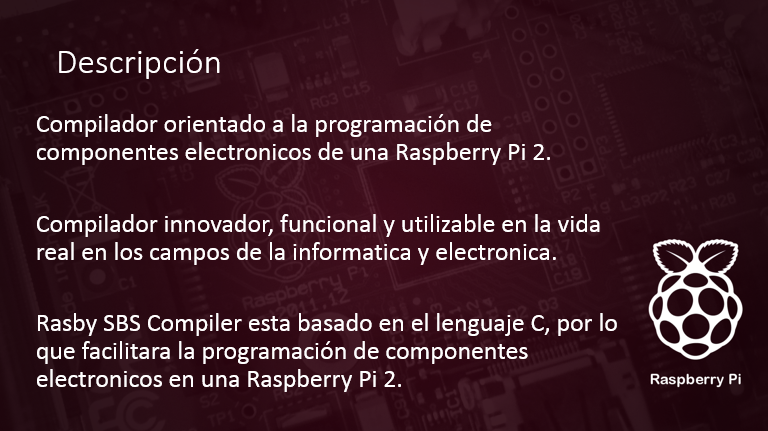 Descripción
Compilador orientado a la programación de
componentes electronicos de una Raspberry Pi 2.
Compilador innovador, funcional y utilizable en la vida
real en los campos de la informatica y electronica.
Rasby SBS Compiler esta basado en el lenguaje C, por lo
que facilitara la programación de componentes
electronicos en una Raspberry Pi 2.
Raspberry Pi